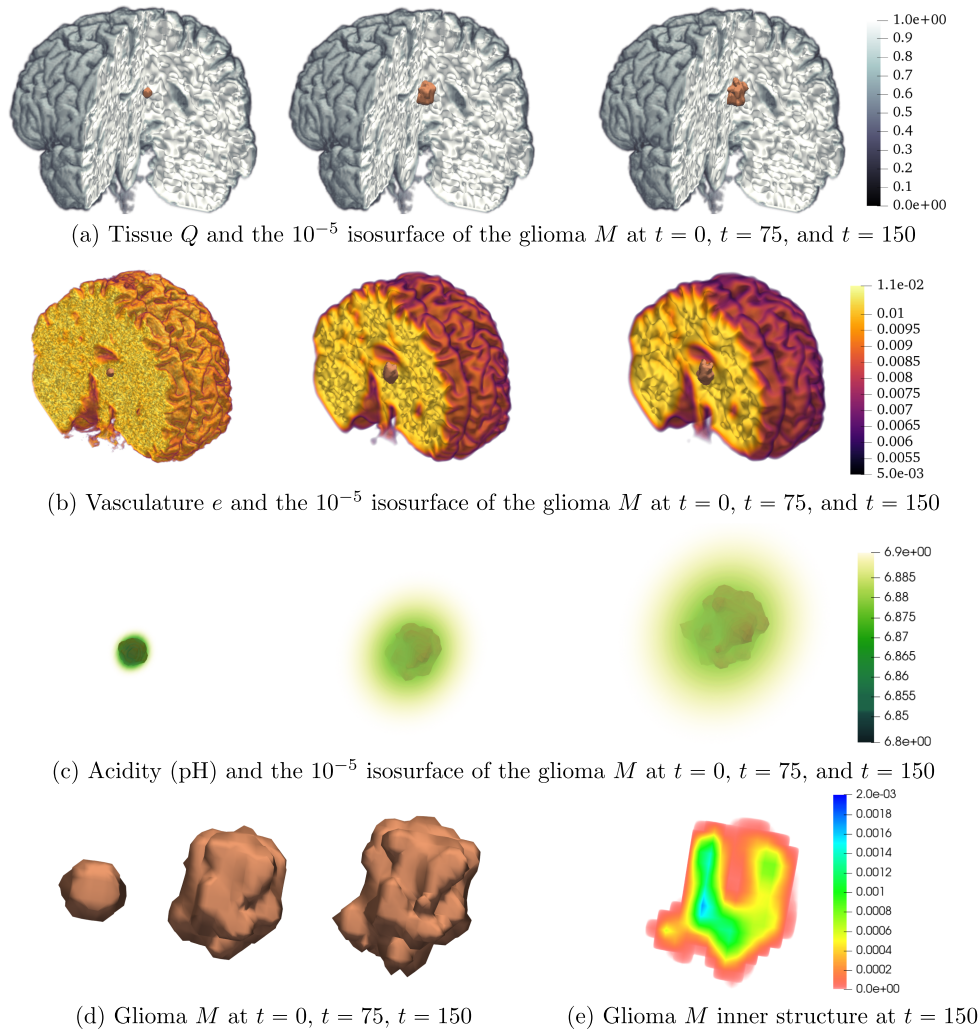 1.0e+00
0.9
0.8
0.7
0.6
0.5
0.4
0.3
0.2
0.1
0.0e+00
(a) Tissue Q and the 10⁻⁵ isosurface of the glioma M at t = 0, t = 75, and t = 150
1.1e-02
0.01
0.0095
0.009
0.0085
0.008
0.0075
0.007
0.0065
0.006
0.0055
5.0e-03
(b) Vasculature e and the 10⁻⁵ isosurface of the glioma M at t = 0, t = 75, and t = 150
6.9e+00
6.885
6.88
6.875
6.87
6.865
6.86
6.855
6.85
6.8e+00
(c) Acidity (pH) and the 10⁻⁵ isosurface of the glioma M at t = 0, t = 75, and t = 150
2.0e-03
0.0018
0.0016
0.0014
0.0012
0.001
0.0008
0.0006
0.0004
0.0002
0.0e+00
(d) Glioma M at t = 0, t = 75, t = 150
(e) Glioma M inner structure at t = 150